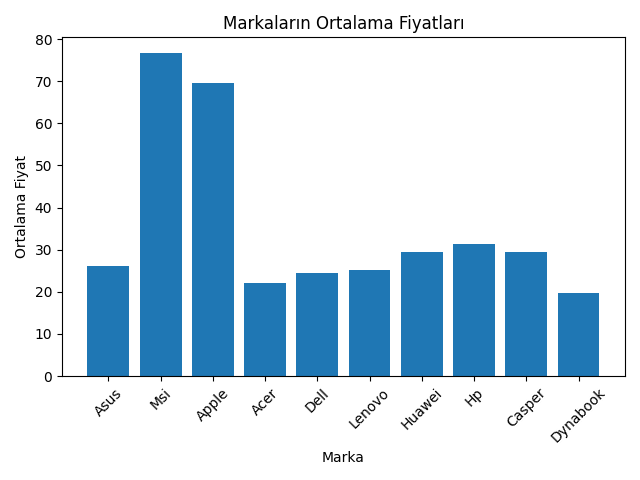 Markaların Ortalama Fiyatları
Ortalama Fiyat
80
70
60
50
40
30
20
10
0
Asus
Msi
Apple
Acer
Dell
Lenovo
Huawei
Hp
Casper
Dynabook
Marka